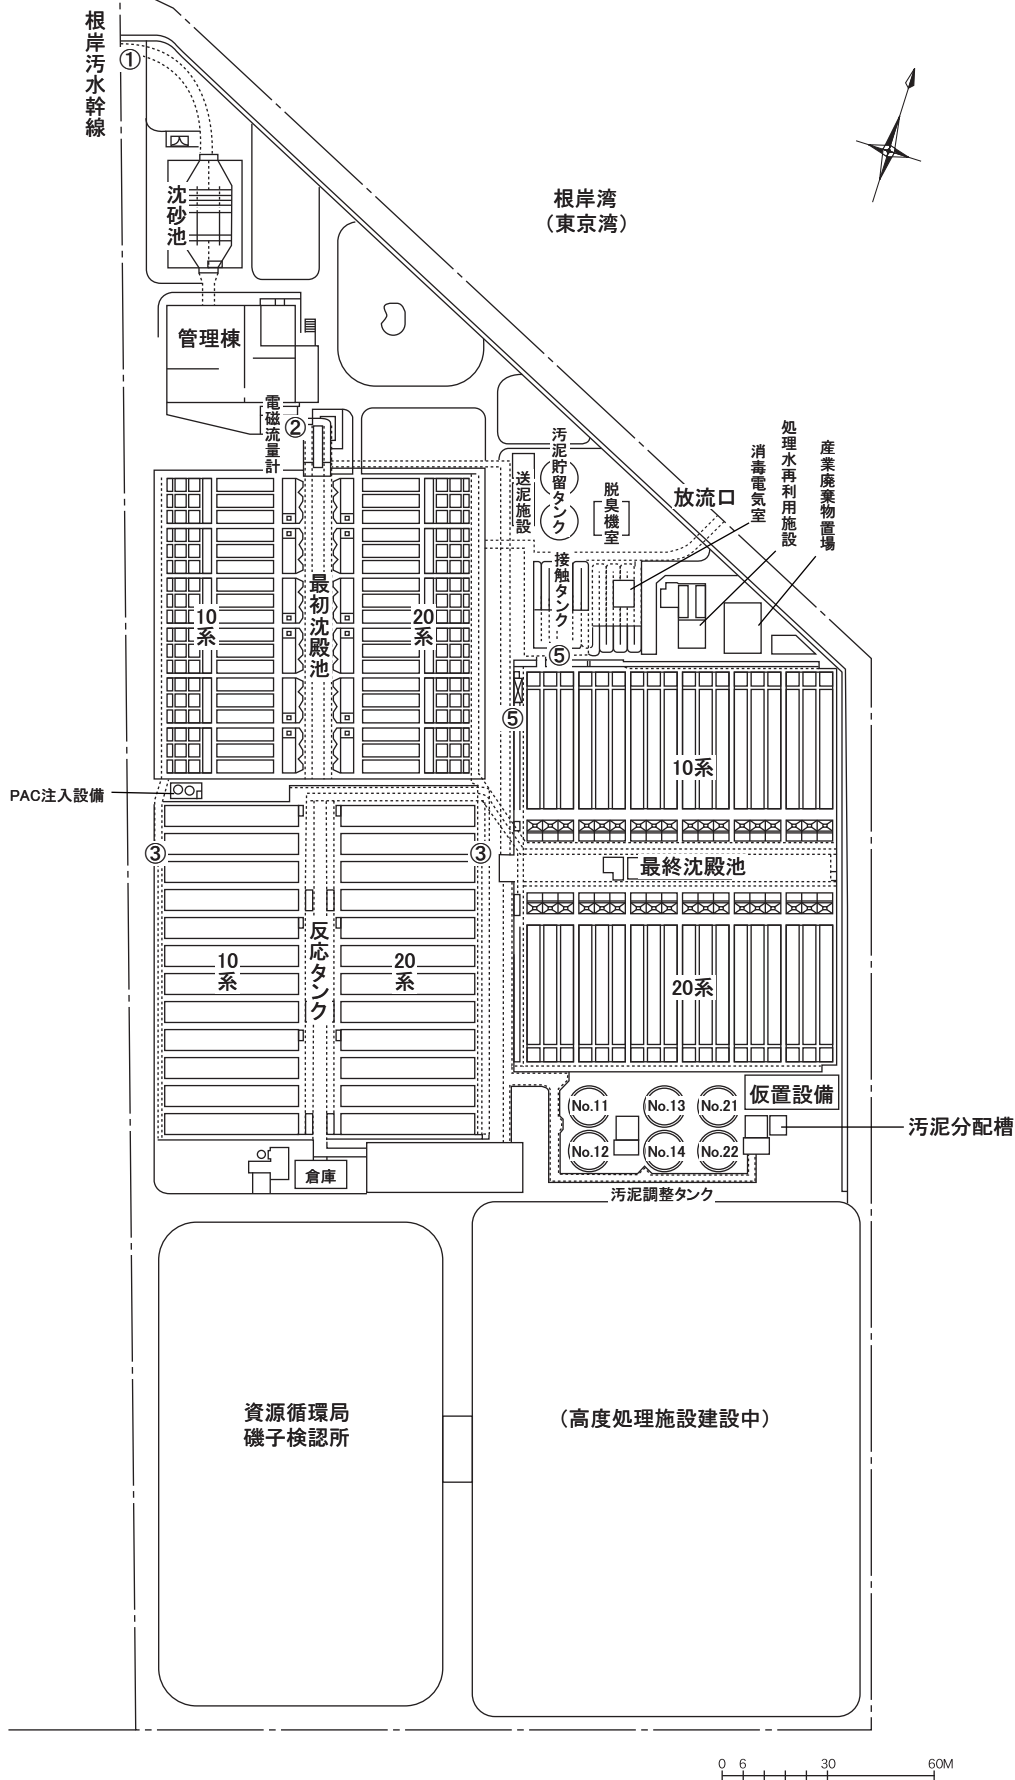 根岸汚水幹線
①
沈砂池
根岸湾
（東京湾）
管理棟
電磁流量計
②
送泥施設
汚泥貯留タンク
脱臭機室
放流口
消毒電気室
処理水再利用施設
産業廃棄物置場
接触タンク
⑤
⑤
10
系
最初沈殿池
20
系
10系
PAC注入設備
③
③
最終沈殿池
10
系
反応タンク
20
系
20系
No.11
No.13
No.21
仮置設備
汚泥分配槽
No.12
No.14
No.22
倉庫
汚泥調整タンク
資源循環局
磯子検認所
（高度処理施設建設中）
0 6 30 60M